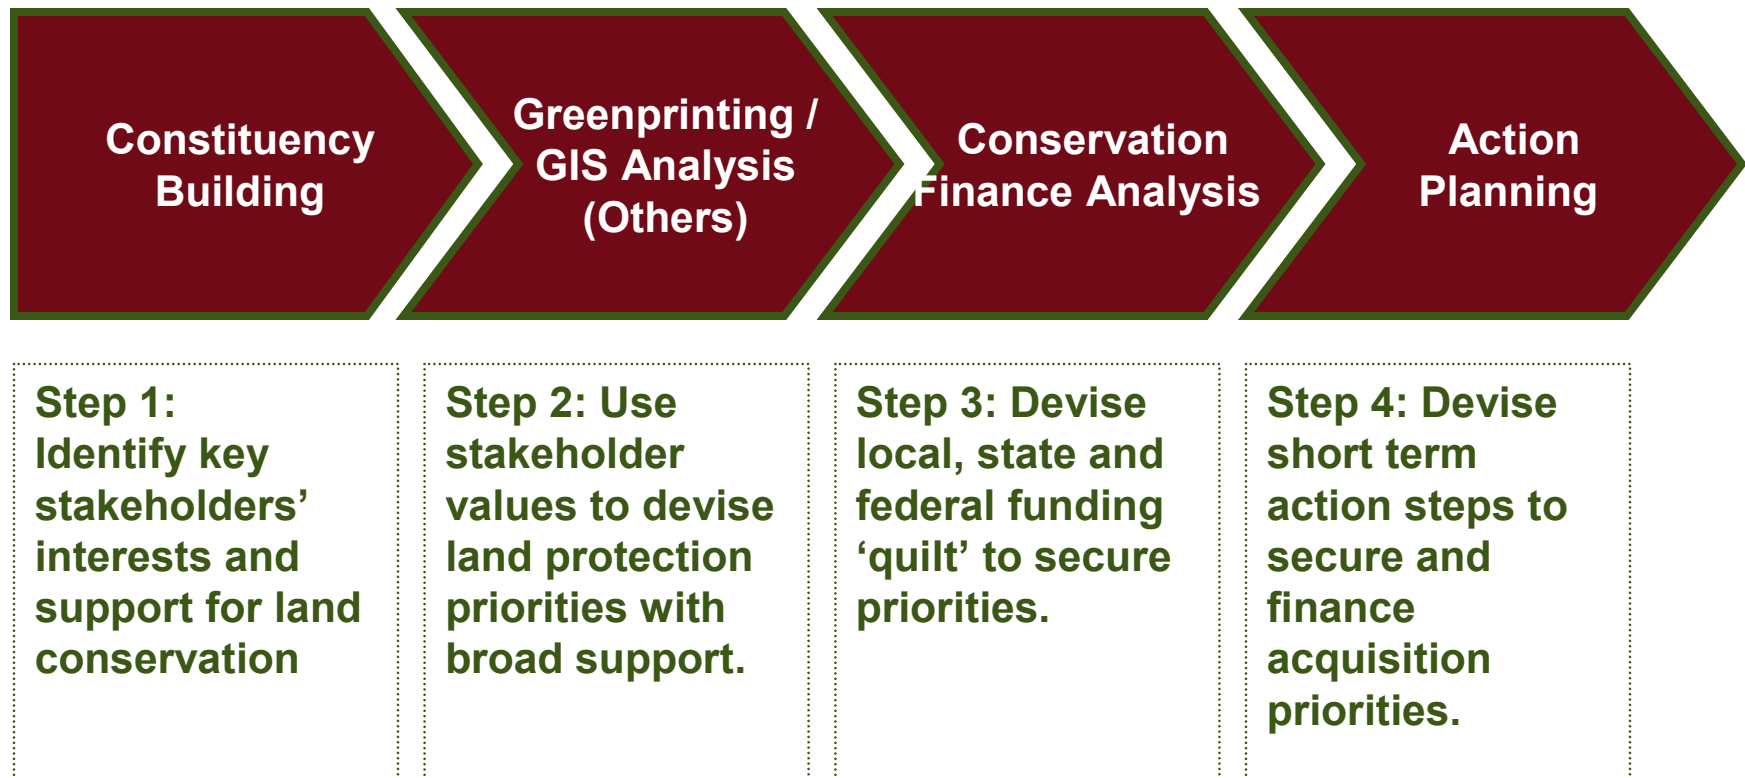 Constituency
Building
Greenprinting /
GIS Analysis
(Others)
Conservation
Finance Analysis
Action
Planning
Step 1:
Identify key
stakeholders’
interests and
support for land
conservation
Step 2: Use
stakeholder
values to devise
land protection
priorities with
broad support.
Step 3: Devise
local, state and
federal funding
‘quilt’ to secure
priorities.
Step 4: Devise
short term
action steps to
secure and
finance
acquisition
priorities.